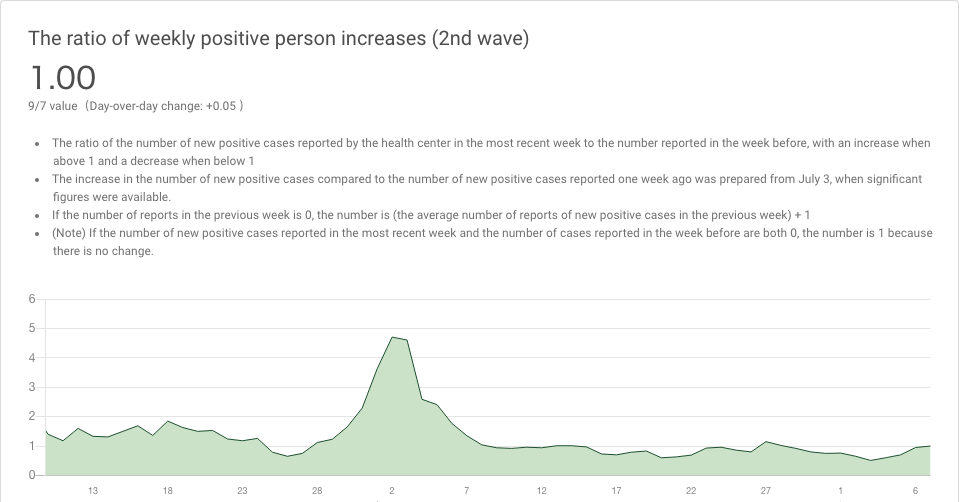 The ratio of weekly positive person increases (2nd wave)
1.00
9/7 value（Day-over-day change: +0.05 ）
• The ratio of the number of new positive cases reported by the health center in the most recent week to the number reported in the week before, with an increase when
above 1 and a decrease when below 1
• The increase in the number of new positive cases compared to the number of new positive cases reported one week ago was prepared from July 3, when significant
figures were available.
• If the number of reports in the previous week is 0, the number is (the average number of reports of new positive cases in the previous week) + 1
• (Note) If the number of new positive cases reported in the most recent week and the number of cases reported in the week before are both 0, the number is 1 because
there is no change.
6
5
4
3
2
1
0
13 18 23 28 2 7 12 17 22 27 1 6